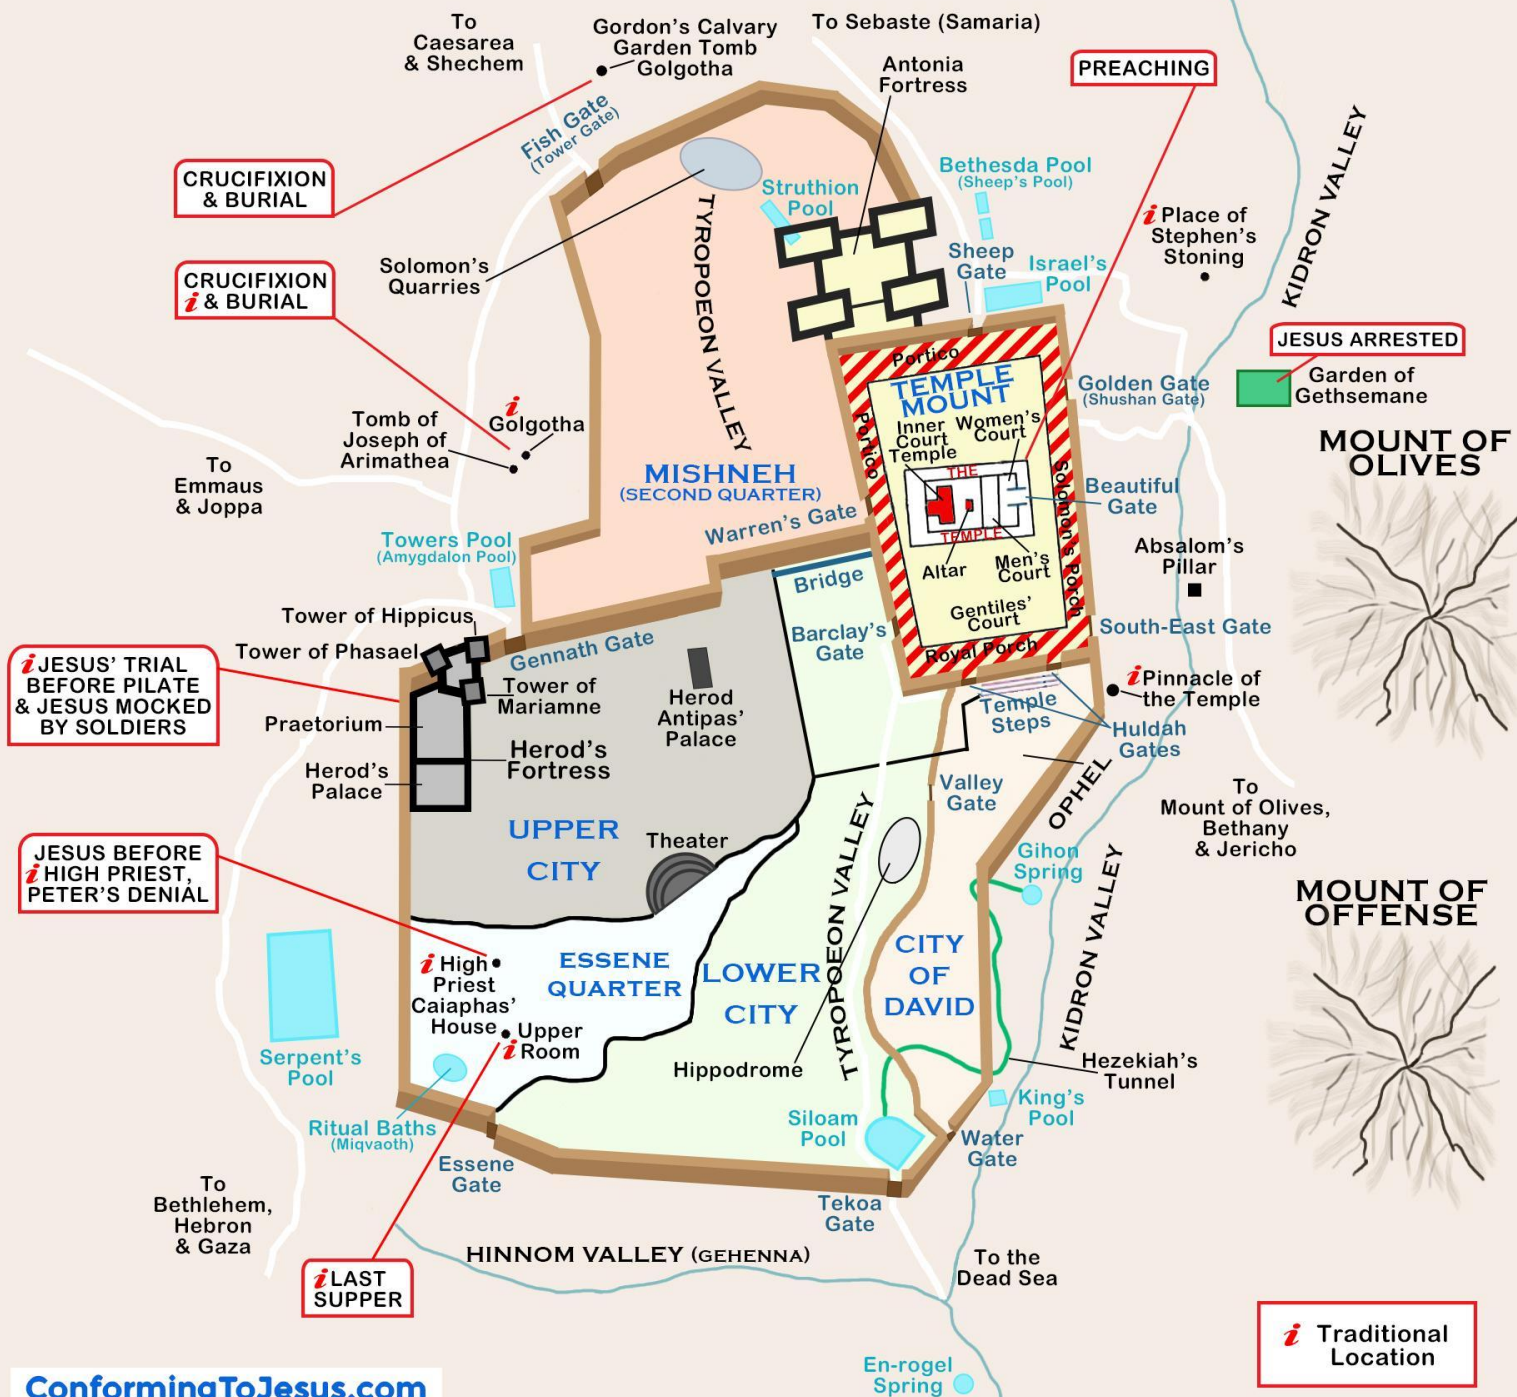 To
Caesarea
& Shechem
Gordon's Calvary
Garden Tomb
Golgotha
To Sebaste (Samaria)
Antonia
Fortress
PREACHING
Fish Gate
(Tower Gate)
KIDRON VALLEY
CRUCIFIXION
& BURIAL
Struthion
Pool
Bethesda Pool
(Sheep's Pool)
i Place of
Stephen's
Stoning
TYROPOEON VALLEY
Solomon's
Quarries
Sheep
Gate
Israel's
Pool
CRUCIFIXION
i & BURIAL
JESUS ARRESTED
Garden of
Gethsemane
Portico
TEMPLE
MOUNT
Golden Gate
(Shushan Gate)
Inner
Court
Temple
Women's
Court
Portico
i
Golgotha
Tomb of
Joseph of
Arimathea
MOUNT OF
OLIVES
To
Emmaus
& Joppa
MISHNEH
(SECOND QUARTER)
THE
TEMPLE
Solomon's Porch
Beautiful
Gate
Warren's Gate
Towers Pool
(Amygdalon Pool)
Altar
Men's
Court
Absalom's
Pillar
Bridge
Gentiles'
Court
Tower of Hippicus
Barclay's
Gate
South-East Gate
Tower of Phasael
Gennath Gate
Royal Porch
i JESUS' TRIAL
BEFORE PILATE
& JESUS MOCKED
BY SOLDIERS
Tower of
Mariamne
Herod
Antipas'
Palace
Temple
Steps
i Pinnacle of
the Temple
Praetorium
Huldah
Gates
Herod's
Fortress
Herod's
Palace
Valley
Gate
OPHEL
To
Mount of Olives,
Bethany
& Jericho
UPPER
CITY
Theater
TYROPOEON VALLEY
Gihon
Spring
KIDRON VALLEY
JESUS BEFORE
i HIGH PRIEST,
PETER'S DENIAL
MOUNT OF
OFFENSE
i High
Priest
Caiaphas'
House
ESSENE
QUARTER
LOWER
CITY
CITY
OF
DAVID
Upper
i Room
Serpent's
Pool
Hippodrome
Hezekiah's
Tunnel
Ritual Baths
(Miqvaoth)
Siloam
Pool
King's
Pool
Water
Gate
Essene
Gate
Tekoa
Gate
To
Bethlehem,
Hebron
& Gaza
HINNOM VALLEY (GEHENNA)
To the
Dead Sea
i LAST
SUPPER
i Traditional
Location
En-rogel
Spring
ConformingToJesus.com